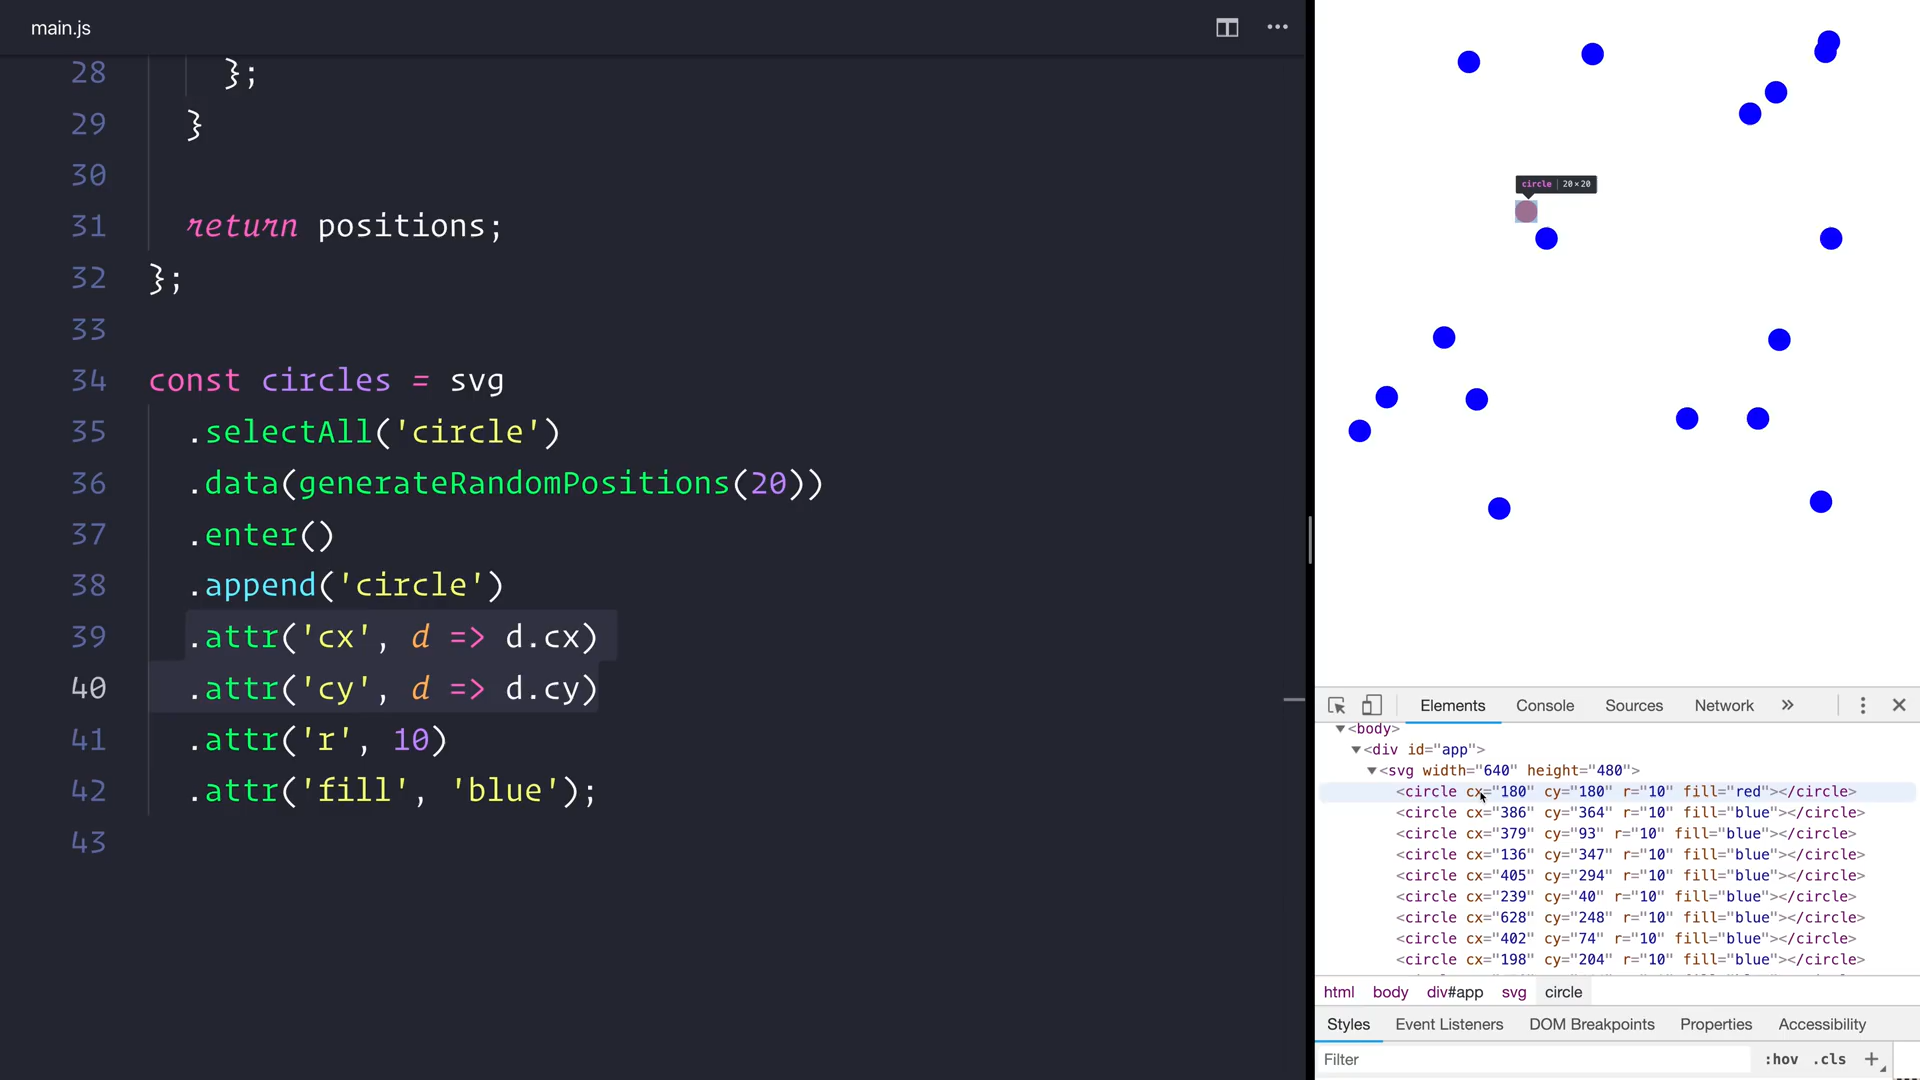 main.js
28 };
29 }
30
31 return positions;
32 };
33
34 const circles = svg
35 .selectAll('circle')
36 .data(generateRandomPositions(20))
37 .enter()
38 .append('circle')
39 .attr('cx', d => d.cx)
40 .attr('cy', d => d.cy)
41 .attr('r', 10)
42 .attr('fill', 'blue');
43
circle 20×20
Elements Console Sources Network »
<body>
<div id="app">
<svg width="640" height="480">
<circle cx="180" cy="180" r="10" fill="red"></circle>
<circle cx="386" cy="364" r="10" fill="blue"></circle>
<circle cx="379" cy="93" r="10" fill="blue"></circle>
<circle cx="136" cy="347" r="10" fill="blue"></circle>
<circle cx="405" cy="294" r="10" fill="blue"></circle>
<circle cx="239" cy="40" r="10" fill="blue"></circle>
<circle cx="628" cy="248" r="10" fill="blue"></circle>
<circle cx="402" cy="74" r="10" fill="blue"></circle>
<circle cx="198" cy="204" r="10" fill="blue"></circle>
html body div#app svg circle
Styles Event Listeners DOM Breakpoints Properties Accessibility
Filter :hov .cls +